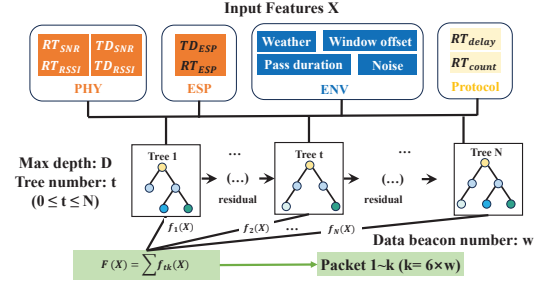 Input Features X
RT_SNR TD_SNR
RT_RSSI TD_RSSI
PHY
TD_ESP
RT_ESP
ESP
Weather Window offset
Pass duration Noise
ENV
RT_delay
RT_count
Protocol
Max depth: D
Tree number: t
(0 ≤ t ≤ N)
Tree 1
...
(...)
residual
Tree t
...
(...)
residual
Tree N
f₁(X) f₂(X) ... f_N(X)
Data beacon number: w
F(X) = ∑f_tk(X)
Packet 1~k (k= 6×w)